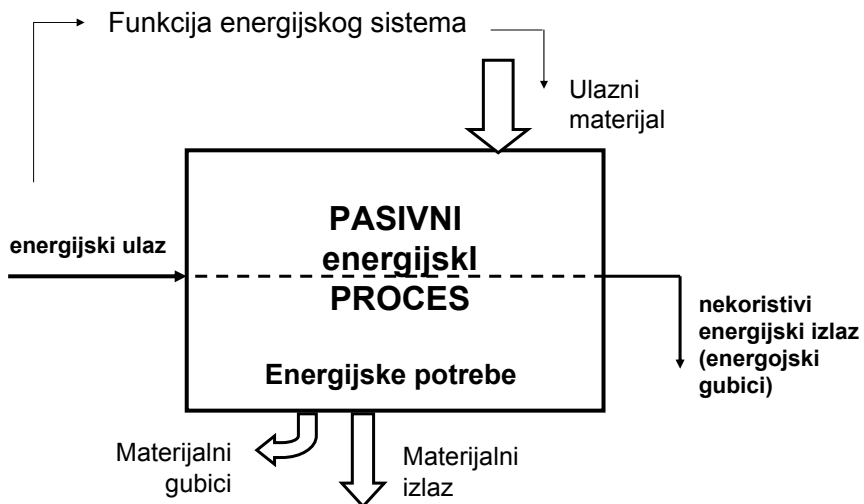 Funkcija energijskog sistema
Ulazni
materijal
PASIVNI
energijskI
PROCES
energijski ulaz
nekoristivi
energijski izlaz
(energojski
gubici)
Energijske potrebe
Materijalni
gubici
Materijalni
izlaz